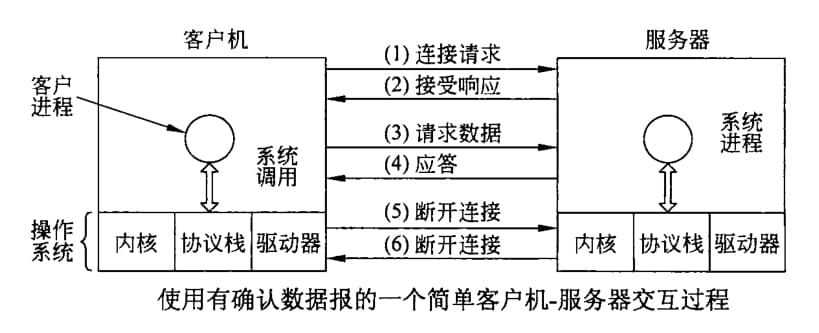 客户机
服务器
(1) 连接请求
(2) 接受响应
客户
进程
(3) 请求数据
(4) 应答
系统
调用
系统
进程
(5) 断开连接
(6) 断开连接
操作
系统
内核 协议栈 驱动器
内核 协议栈 驱动器
使用有确认数据报的一个简单客户机-服务器交互过程